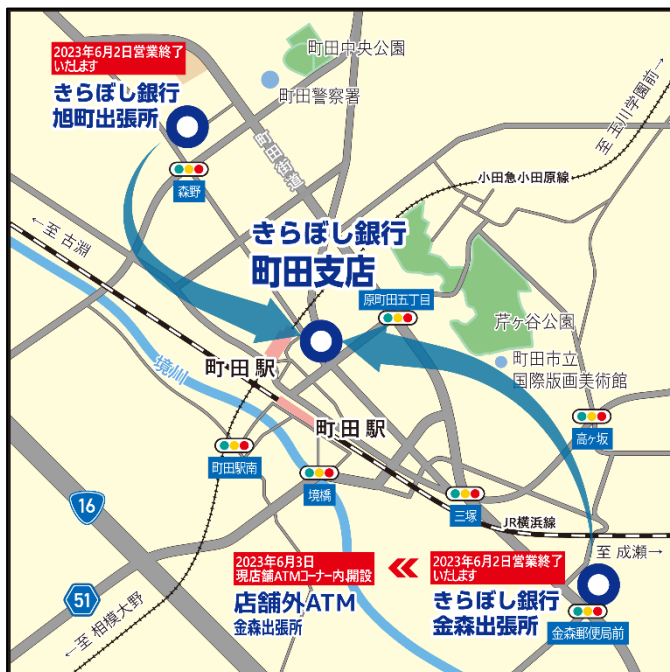 2023年6月2日営業終了
いたします
きらぼし銀行
旭町出張所
町田中央公園
町田警察署
町田街道
至 玉川学園前→
小田急小田原線
森野
←至 古淵
きらぼし銀行
町田支店
原町田五丁目
芹ヶ谷公園
町田市立
国際版画美術館
町田 駅
境川
町田 駅
高ヶ坂
町田駅南
境橋
三塚
JR横浜線
16
2023年6月3日
現店舗ATMコーナー内、開設
店舗外ATM
金森出張所
2023年6月2日営業終了
いたします
きらぼし銀行
金森出張所
至 成瀬→
51
←至 相模大野
金森郵便局前